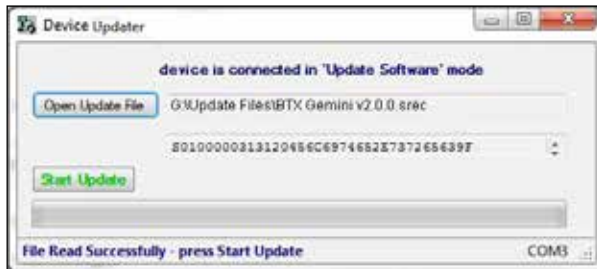 Device Updater
device is connected in 'Update Software' mode
Open Update File
G:\Update Files\BTX Gemini v2.0.0.srec
Start Update
File Read Successfully - press Start Update
COM3